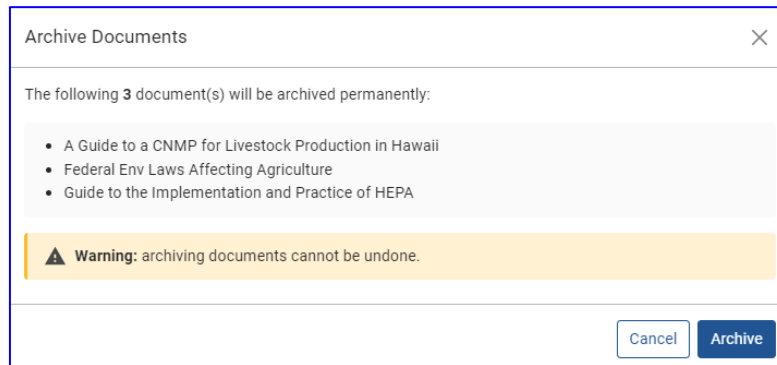 Archive Documents
The following 3 document(s) will be archived permanently:
• A Guide to a CNMP for Livestock Production in Hawaii
• Federal Env Laws Affecting Agriculture
• Guide to the Implementation and Practice of HEPA
Warning: archiving documents cannot be undone.
Cancel Archive